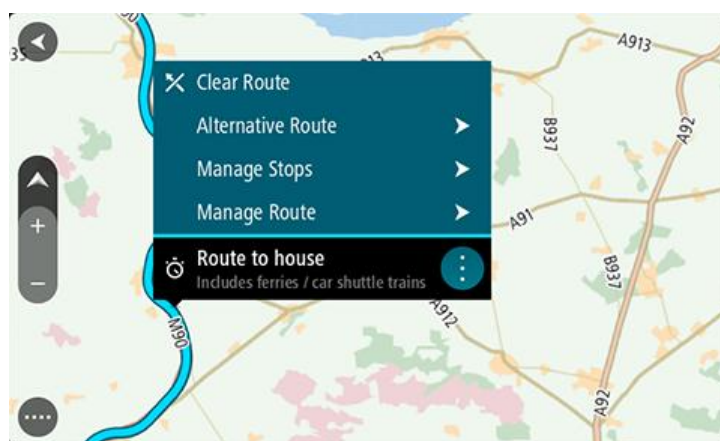 35
A913
A92
B937
Clear Route
Alternative Route
Manage Stops
Manage Route
A91
B937
Route to house
Includes ferries / car shuttle trains
A912
M90
A92